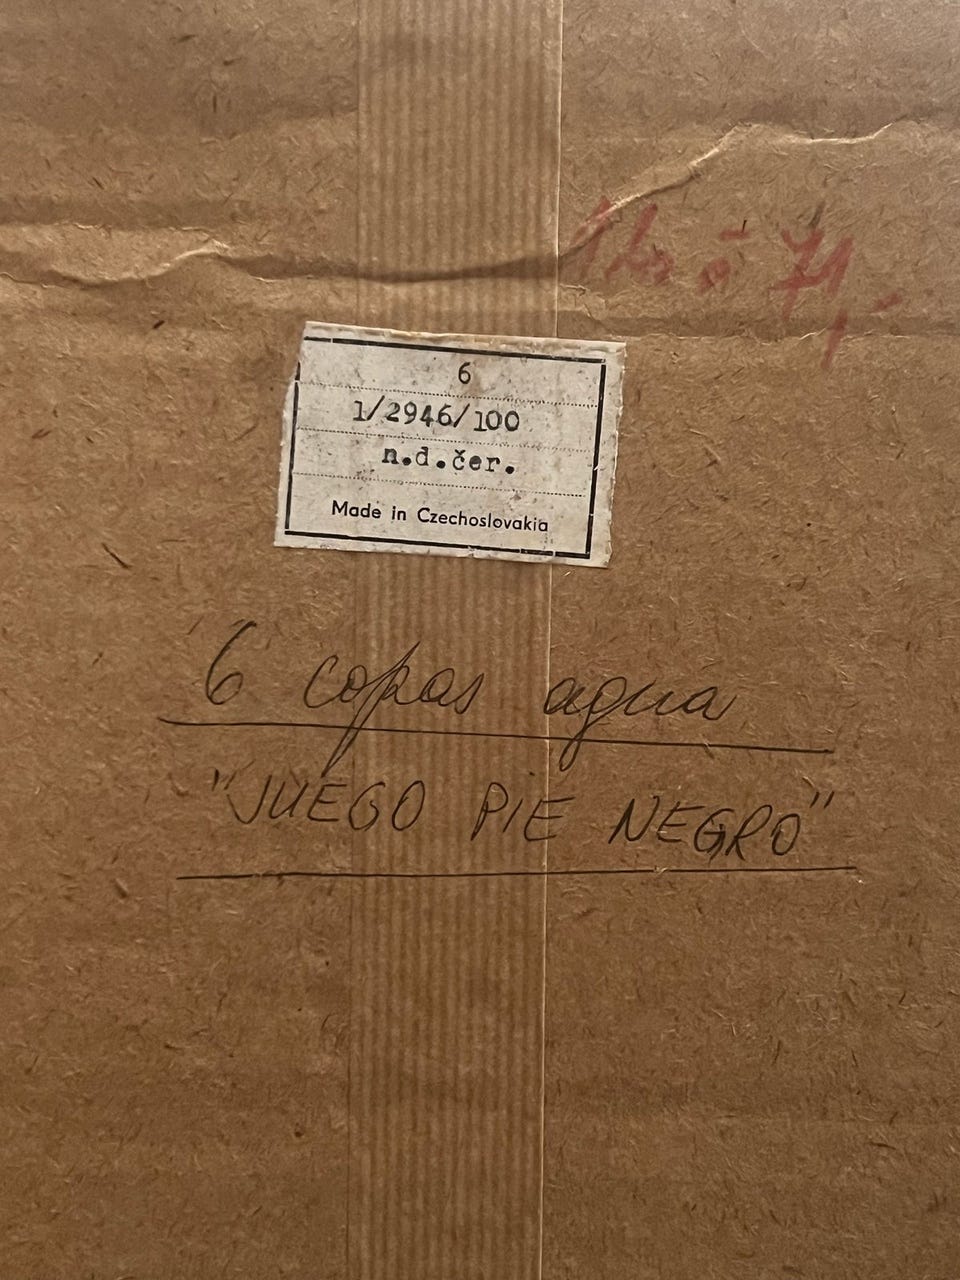 6
1/2946/100
n.d.čer.
Made in Czechoslovakia
6 copas agua
"JUEGO PIE NEGRO"